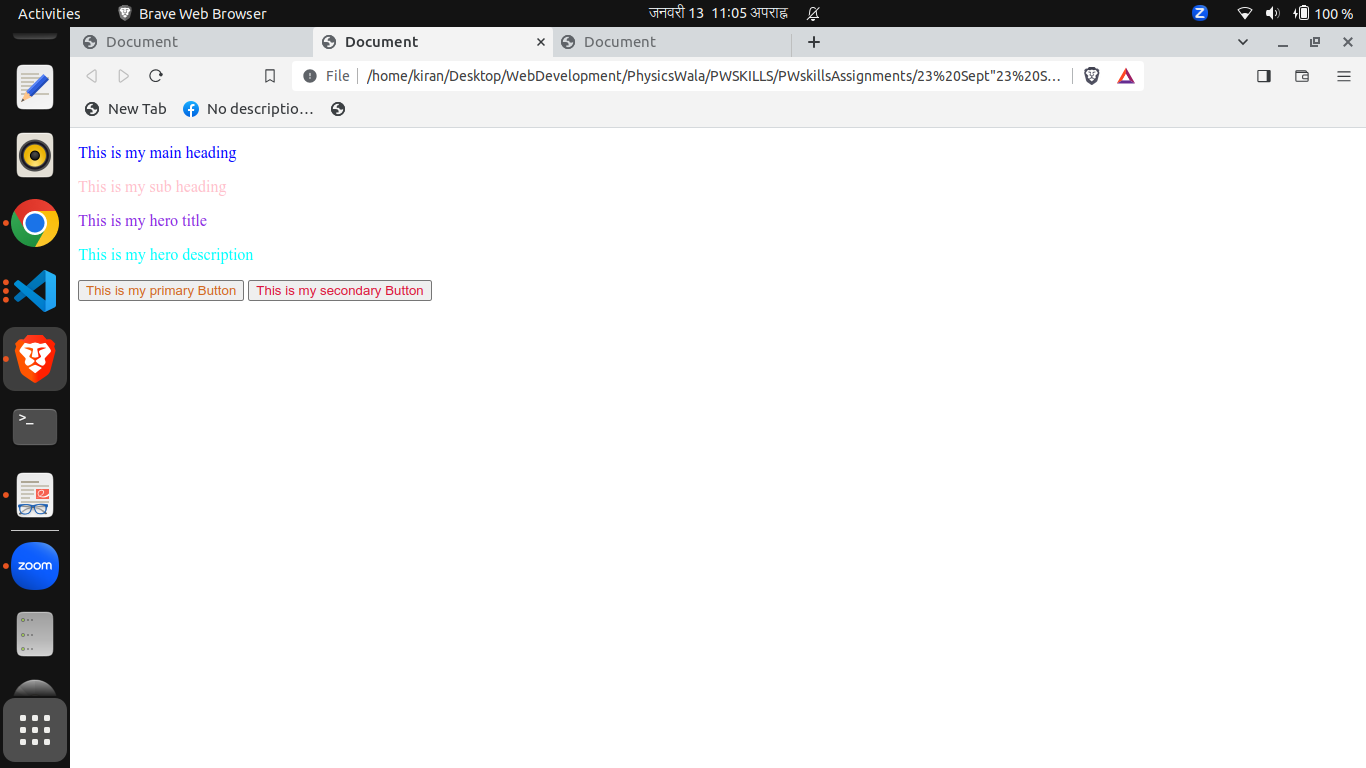 Activities Brave Web Browser जनवरी 13 11:05 अपराह्न Z 100 %
Document Document Document
File /home/kiran/Desktop/WebDevelopment/PhysicsWala/PWSKILLS/PWskillsAssignments/23%20Sept"23%20S…
New Tab No descriptio…
This is my main heading
This is my sub heading
This is my hero title
This is my hero description
This is my primary Button This is my secondary Button
>_
zoom